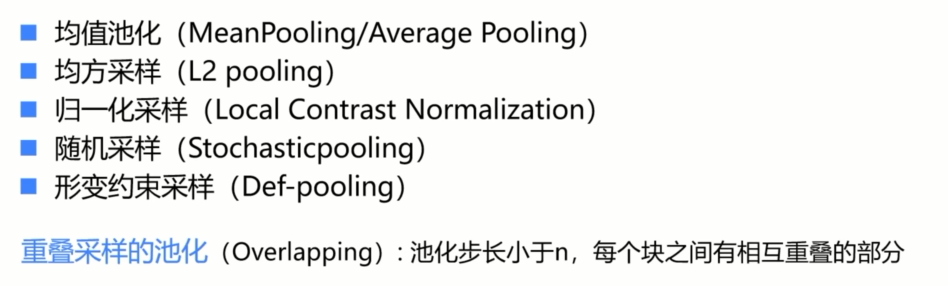 均值池化（MeanPooling/Average Pooling）
均方采样（L2 pooling）
归一化采样（Local Contrast Normalization）
随机采样（Stochasticpooling）
形变约束采样（Def-pooling）
重叠采样的池化（Overlapping）: 池化步长小于n，每个块之间有相互重叠的部分